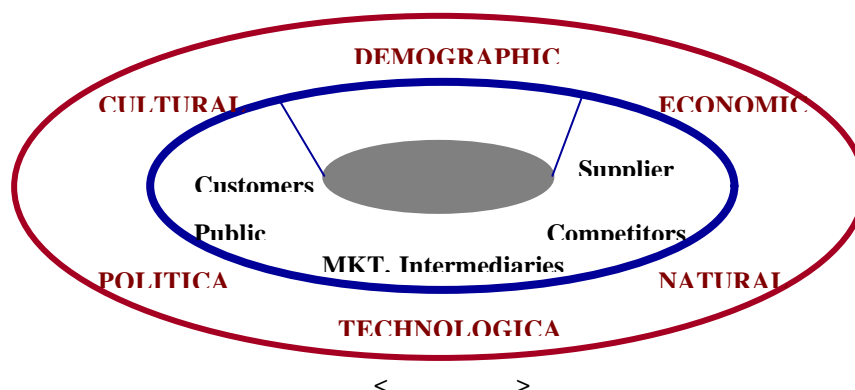 DEMOGRAPHIC
CULTURAL
ECONOMIC
Supplier
Customers
Public
Competitors
MKT. Intermediaries
POLITICA
NATURAL
TECHNOLOGICA
< >